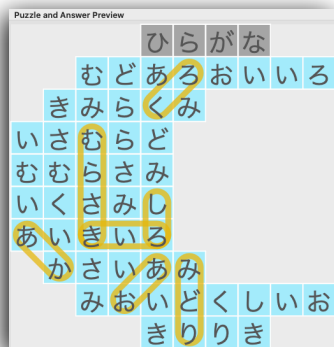 Puzzle and Answer Preview
ひらがな
むどあろおいいろ
きみらくみ
いさむらど
むむらさみ
いくさみし
あいきいろ
かさいあみ
みおいどくしいお
きりりき